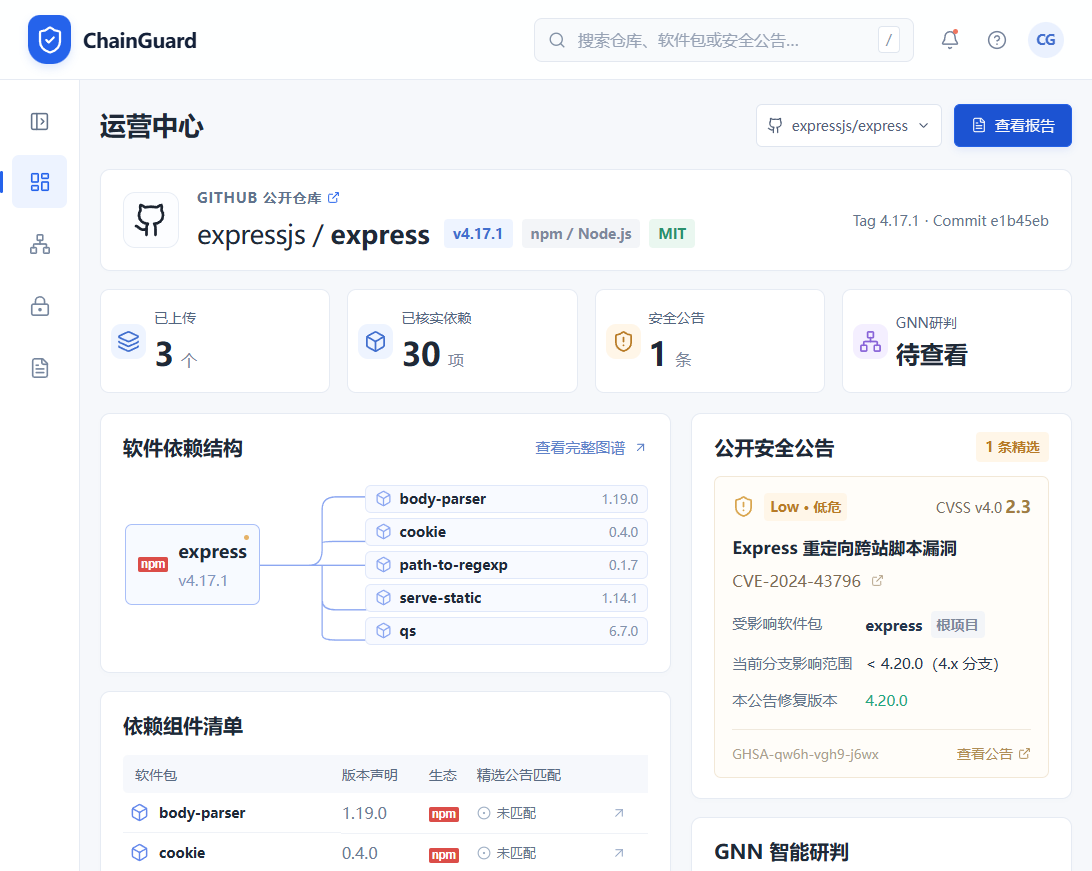 ChainGuard
搜索仓库、软件包或安全公告...
/
CG
运营中心
expressjs/express
查看报告
GITHUB 公开仓库
expressjs / express
v4.17.1
npm / Node.js
MIT
Tag 4.17.1 · Commit e1b45eb
已上传
3 个
已核实依赖
30 项
安全公告
1 条
GNN研判
待查看
软件依赖结构
查看完整图谱
npm
express
v4.17.1
body-parser 1.19.0
cookie 0.4.0
path-to-regexp 0.1.7
serve-static 1.14.1
qs 6.7.0
公开安全公告
1 条精选
Low • 低危
CVSS v4.0 2.3
Express 重定向跨站脚本漏洞
CVE-2024-43796
受影响软件包 express 根项目
当前分支影响范围 < 4.20.0（4.x 分支）
本公告修复版本 4.20.0
GHSA-qw6h-vgh9-j6wx
查看公告
依赖组件清单
软件包 版本声明 生态 精选公告匹配
body-parser 1.19.0 npm 未匹配
cookie 0.4.0 npm 未匹配
GNN 智能研判